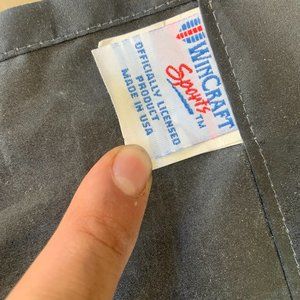 WINCRAFT
Sports TM
OFFICIALLY LICENSED
PRODUCT
MADE IN USA